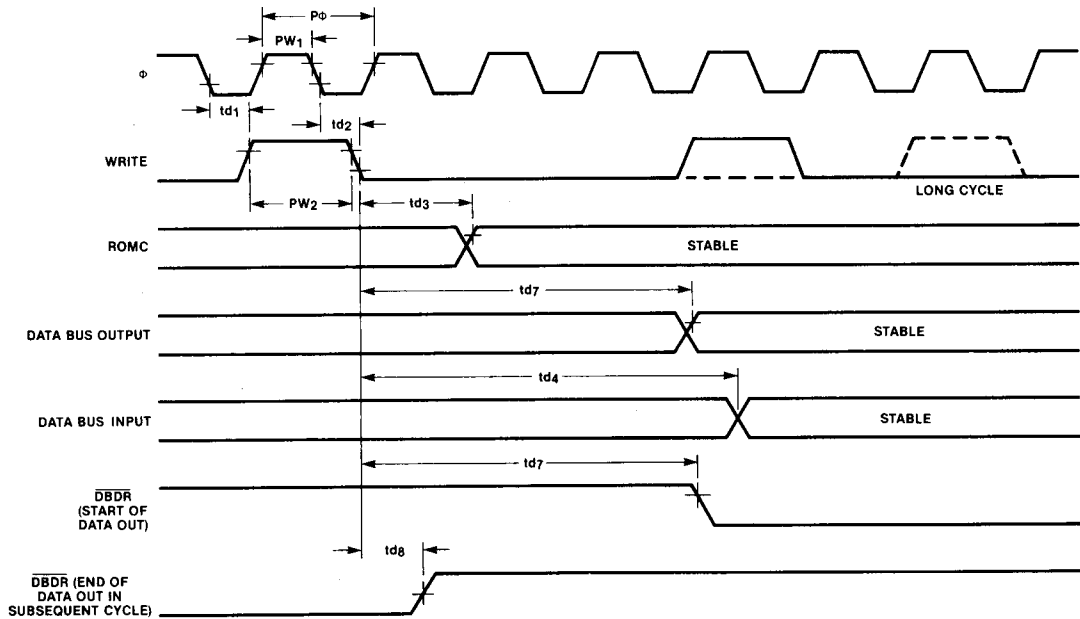 PΦ
PW1
Φ
td1
td2
WRITE
LONG CYCLE
PW2
td3
ROMC
STABLE
td7
DATA BUS OUTPUT
STABLE
td4
DATA BUS INPUT
STABLE
td7
DBDR
(START OF
DATA OUT)
td8
DBDR (END OF
DATA OUT IN
SUBSEQUENT CYCLE)